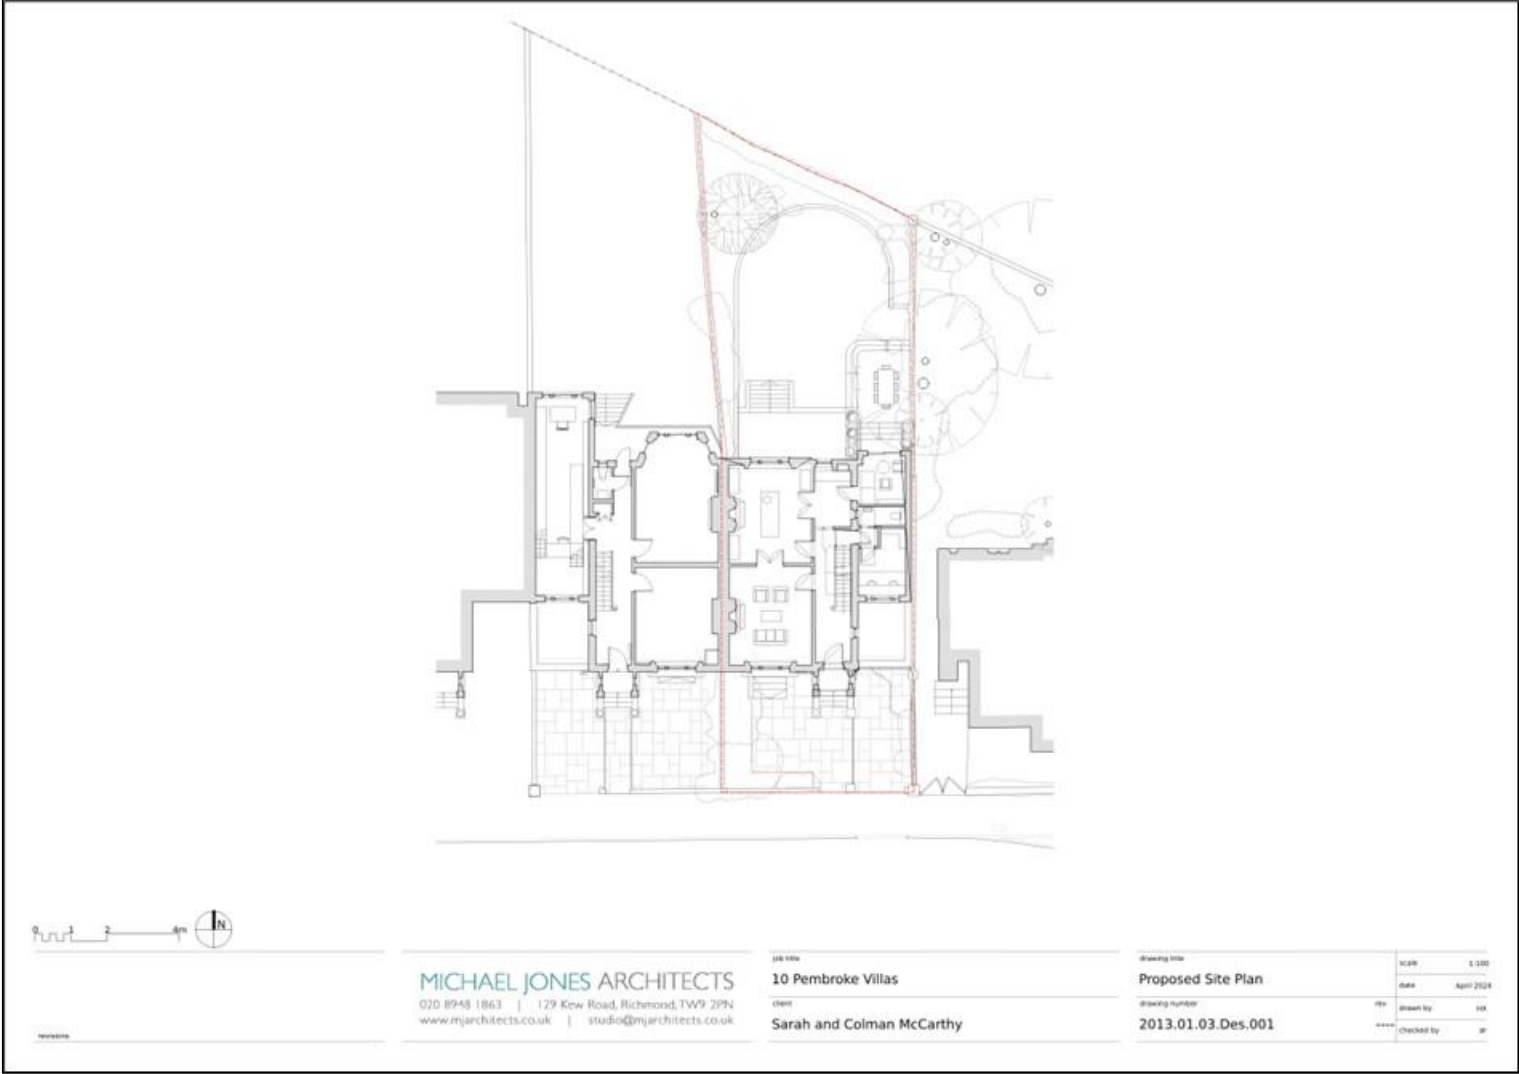 0 1 2 4m
N
revisions
MICHAEL JONES ARCHITECTS
020 8948 1863 | 129 Kew Road, Richmond, TW9 2PN
www.mjarchitects.co.uk | studio@mjarchitects.co.uk
job title
10 Pembroke Villas
client
Sarah and Colman McCarthy
drawing title
Proposed Site Plan
drawing number
rev
2013.01.03.Des.001
scale 1:100
date April 2024
drawn by
checked by